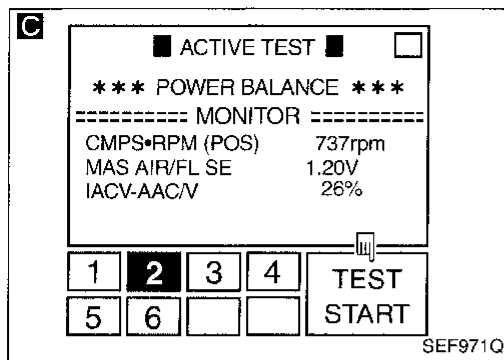 C
ACTIVE TEST
*** POWER BALANCE ***
========= MONITOR =========
CMPS•RPM (POS) 737rpm
MAS AIR/FL SE 1.20V
IACV-AAC/V 26%
1 2 3 4
5 6
TEST
START
SEF971Q